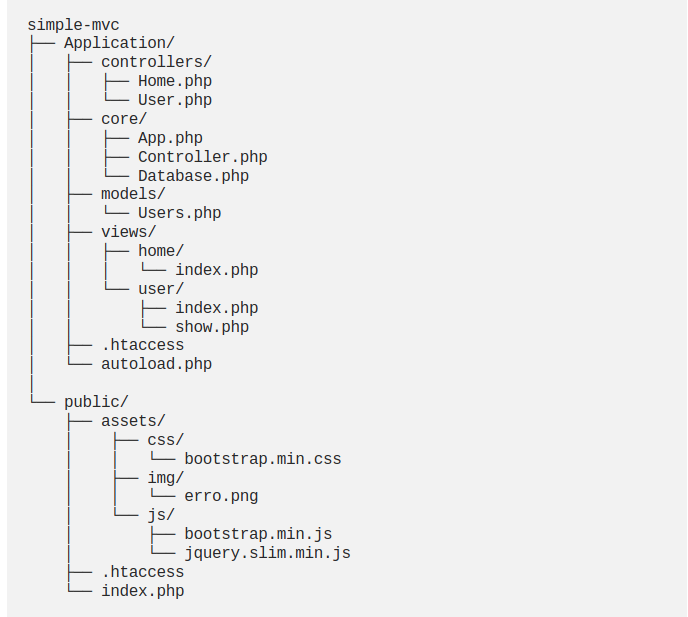 simple-mvc
├── Application/
│   ├── controllers/
│   │   ├── Home.php
│   │   └── User.php
│   ├── core/
│   │   ├── App.php
│   │   ├── Controller.php
│   │   └── Database.php
│   ├── models/
│   │   └── Users.php
│   ├── views/
│   │   ├── home/
│   │   │   └── index.php
│   │   └── user/
│   │       ├── index.php
│   │       └── show.php
│   ├── .htaccess
│   └── autoload.php
│
└── public/
    ├── assets/
    │    ├── css/
    │    │   └── bootstrap.min.css
    │    ├── img/
    │    │   └── erro.png
    │    └── js/
    │        ├── bootstrap.min.js
    │        └── jquery.slim.min.js
    ├── .htaccess
    └── index.php